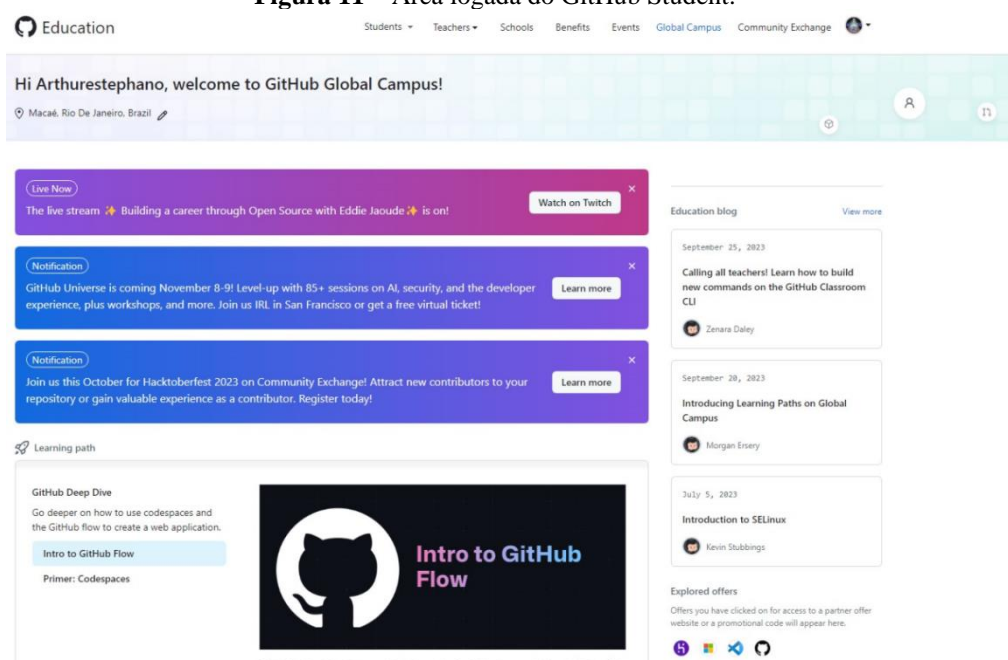 Figura 11 – Área logada do GitHub Student.
Education
Students
Teachers
Schools
Benefits
Events
Global Campus
Community Exchange
Hi Arthurestephano, welcome to GitHub Global Campus!
Macaé, Rio De Janeiro, Brazil
Live Now
The live stream ✨ Building a career through Open Source with Eddie Jaoude ✨ is on!
Watch on Twitch
Notification
GitHub Universe is coming November 8-9! Level-up with 85+ sessions on AI, security, and the developer
experience, plus workshops, and more. Join us IRL in San Francisco or get a free virtual ticket!
Learn more
Notification
Join us this October for Hacktoberfest 2023 on Community Exchange! Attract new contributors to your
repository or gain valuable experience as a contributor. Register today!
Learn more
Learning path
GitHub Deep Dive
Go deeper on how to use codespaces and
the GitHub flow to create a web application.
Intro to GitHub Flow
Primer: Codespaces
Intro to GitHub
Flow
Education blog
View more
September 25, 2023
Calling all teachers! Learn how to build
new commands on the GitHub Classroom
CLI
Zenara Daley
September 20, 2023
Introducing Learning Paths on Global
Campus
Morgan Ersery
July 5, 2023
Introduction to SELinux
Kevin Stubbings
Explored offers
Offers you have clicked on for access to a partner offer
website or a promotional code will appear here.